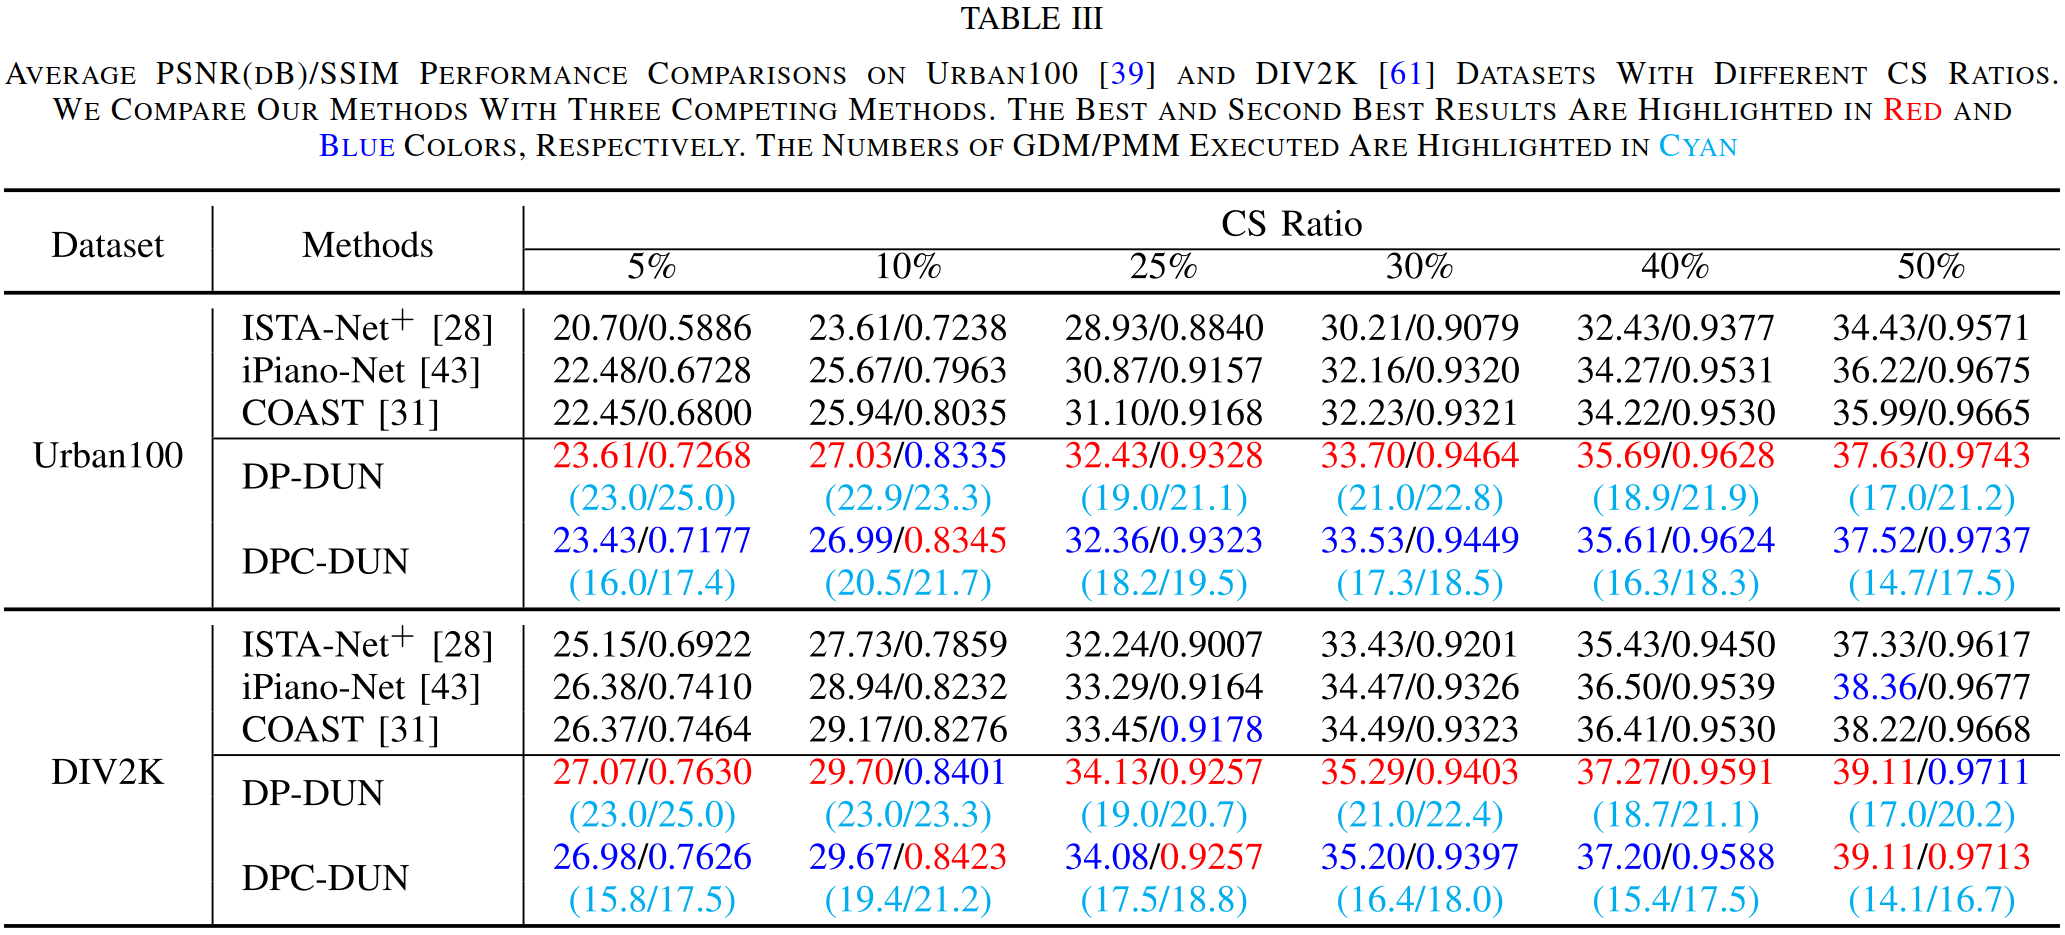 TABLE III
AVERAGE PSNR(DB)/SSIM PERFORMANCE COMPARISONS ON URBAN100 [39] AND DIV2K [61] DATASETS WITH DIFFERENT CS RATIOS.
WE COMPARE OUR METHODS WITH THREE COMPETING METHODS. THE BEST AND SECOND BEST RESULTS ARE HIGHLIGHTED IN RED AND
BLUE COLORS, RESPECTIVELY. THE NUMBERS OF GDM/PMM EXECUTED ARE HIGHLIGHTED IN CYAN
Dataset Methods CS Ratio
5% 10% 25% 30% 40% 50%
Urban100
ISTA-Net+ [28] 20.70/0.5886 23.61/0.7238 28.93/0.8840 30.21/0.9079 32.43/0.9377 34.43/0.9571
iPiano-Net [43] 22.48/0.6728 25.67/0.7963 30.87/0.9157 32.16/0.9320 34.27/0.9531 36.22/0.9675
COAST [31] 22.45/0.6800 25.94/0.8035 31.10/0.9168 32.23/0.9321 34.22/0.9530 35.99/0.9665
DP-DUN 23.61/0.7268 27.03/0.8335 32.43/0.9328 33.70/0.9464 35.69/0.9628 37.63/0.9743
(23.0/25.0) (22.9/23.3) (19.0/21.1) (21.0/22.8) (18.9/21.9) (17.0/21.2)
DPC-DUN 23.43/0.7177 26.99/0.8345 32.36/0.9323 33.53/0.9449 35.61/0.9624 37.52/0.9737
(16.0/17.4) (20.5/21.7) (18.2/19.5) (17.3/18.5) (16.3/18.3) (14.7/17.5)
DIV2K
ISTA-Net+ [28] 25.15/0.6922 27.73/0.7859 32.24/0.9007 33.43/0.9201 35.43/0.9450 37.33/0.9617
iPiano-Net [43] 26.38/0.7410 28.94/0.8232 33.29/0.9164 34.47/0.9326 36.50/0.9539 38.36/0.9677
COAST [31] 26.37/0.7464 29.17/0.8276 33.45/0.9178 34.49/0.9323 36.41/0.9530 38.22/0.9668
DP-DUN 27.07/0.7630 29.70/0.8401 34.13/0.9257 35.29/0.9403 37.27/0.9591 39.11/0.9711
(23.0/25.0) (23.0/23.3) (19.0/20.7) (21.0/22.4) (18.7/21.1) (17.0/20.2)
DPC-DUN 26.98/0.7626 29.67/0.8423 34.08/0.9257 35.20/0.9397 37.20/0.9588 39.11/0.9713
(15.8/17.5) (19.4/21.2) (17.5/18.8) (16.4/18.0) (15.4/17.5) (14.1/16.7)